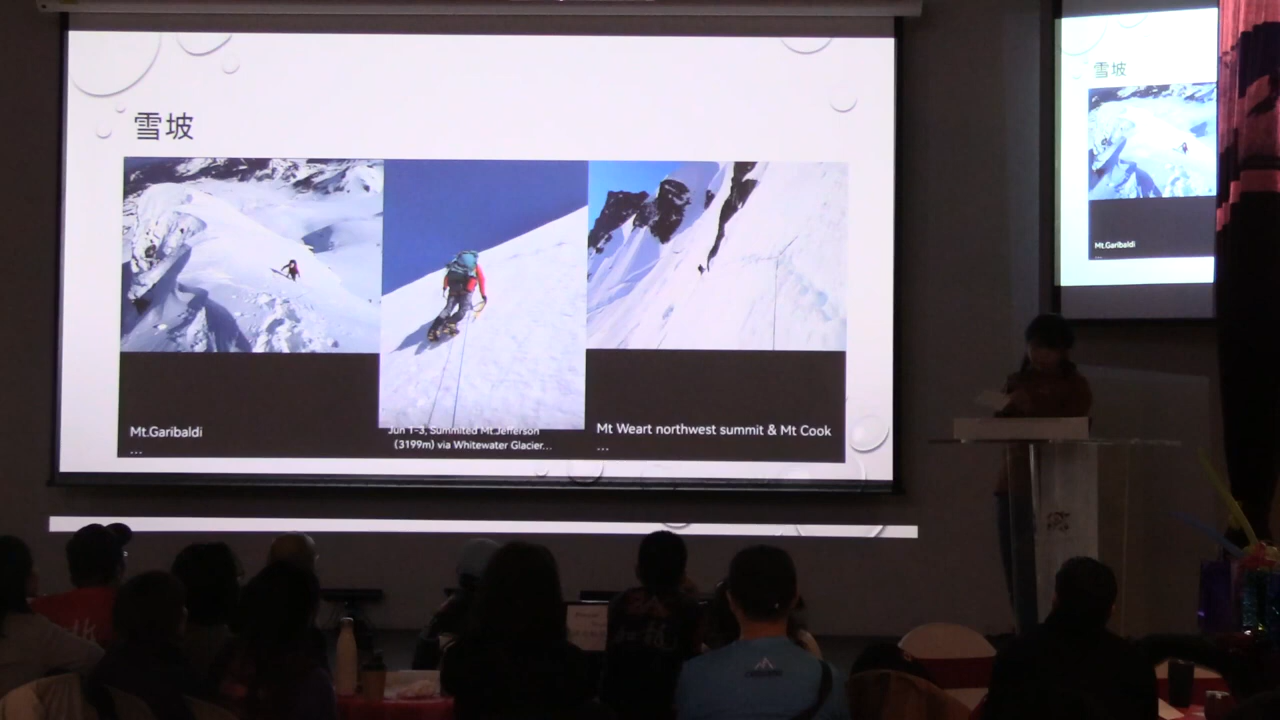 雪坡
Mt.Garibaldi
...
Jun 1-3, Summited Mt.Jefferson
(3199m) via Whitewater Glacier...
Mt Weart northwest summit & Mt Cook
...
雪坡
Mt.Garibaldi
...